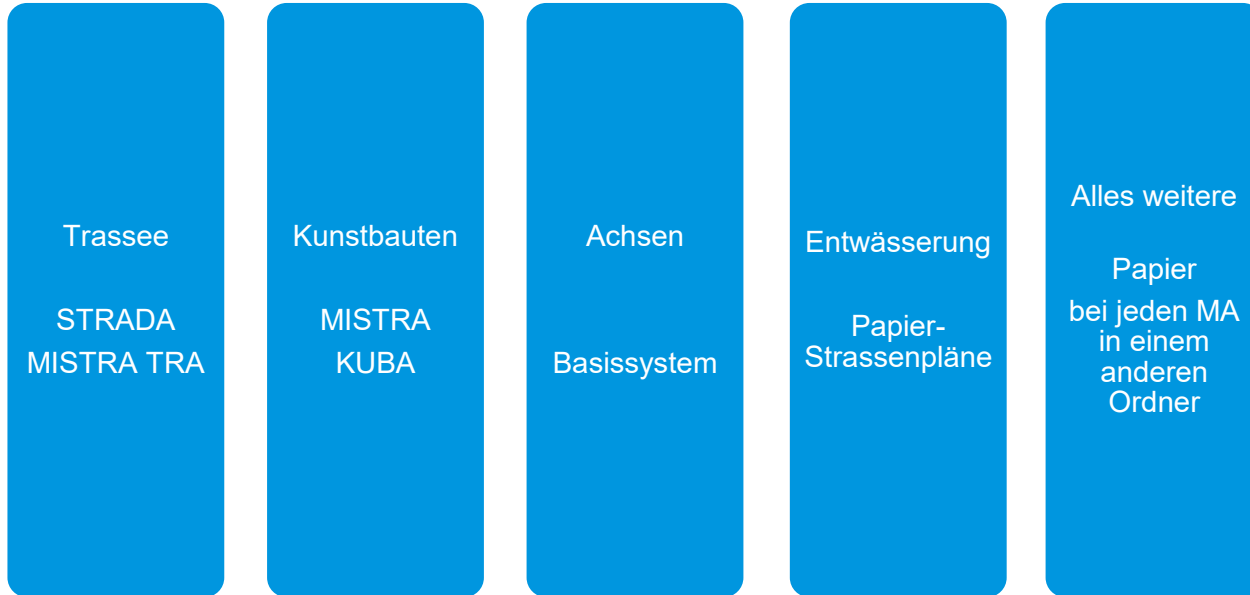 Trassee
STRADA
MISTRA TRA
Kunstbauten
MISTRA
KUBA
Achsen
Basissystem
Entwässerung
Papier-
Strassenpläne
Alles weitere
Papier
bei jeden MA
in einem
anderen
Ordner